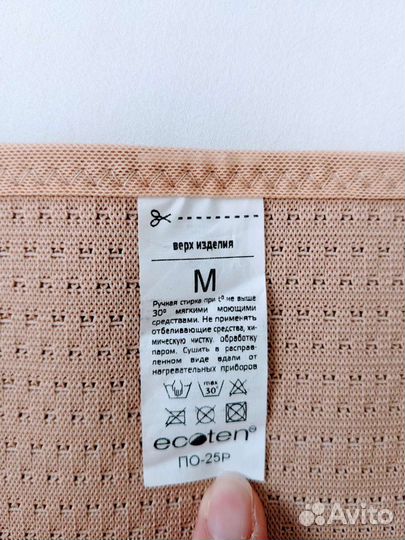 верх изделия
M
Ручная стирка при t° не выше
30° мягкими моющими
средствами. Не применять
отбеливающие средства, хи-
мическую чистку, обработку
паром. Сушить в расправ-
ленном виде вдали от
нагревательных приборов
max
30°
ecoten®
ПО-25Р
Avito